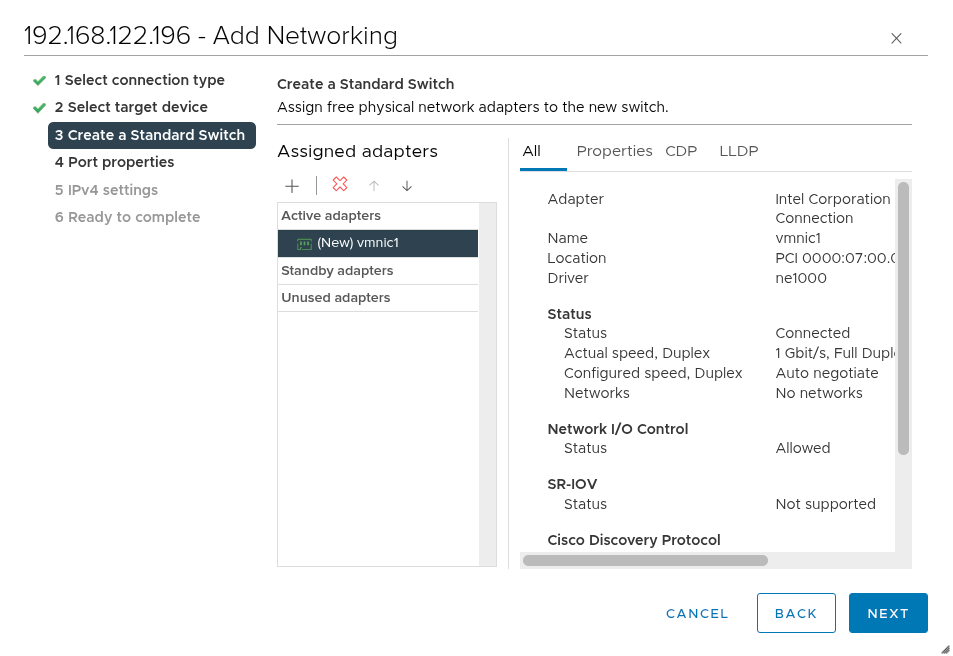 192.168.122.196 - Add Networking
1 Select connection type
2 Select target device
3 Create a Standard Switch
4 Port properties
5 IPv4 settings
6 Ready to complete
Create a Standard Switch
Assign free physical network adapters to the new switch.
Assigned adapters
Active adapters
(New) vmnic1
Standby adapters
Unused adapters
All Properties CDP LLDP
Adapter Intel Corporation
Connection
Name vmnic1
Location PCI 0000:07:00.
Driver ne1000
Status
Status Connected
Actual speed, Duplex 1 Gbit/s, Full Duple
Configured speed, Duplex Auto negotiate
Networks No networks
Network I/O Control
Status Allowed
SR-IOV
Status Not supported
Cisco Discovery Protocol
CANCEL BACK NEXT